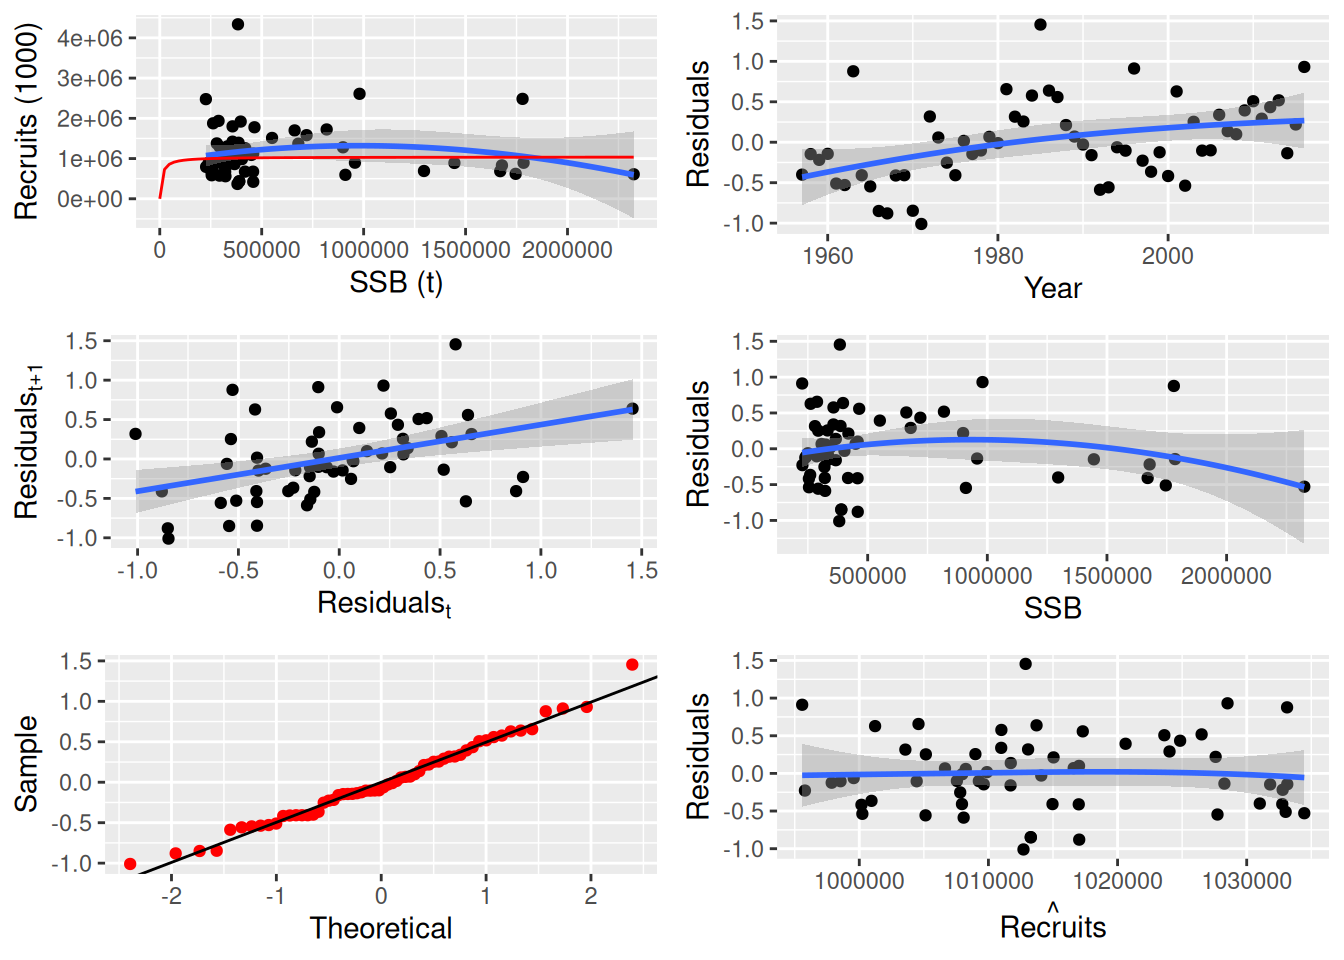 4e+06
3e+06
2e+06
1e+06
0e+00
Recruits (1000)
0 500000 1000000 1500000 2000000
SSB (t)
1.5
1.0
0.5
0.0
-0.5
-1.0
Residuals
1960 1980 2000
Year
1.5
1.0
0.5
0.0
-0.5
-1.0
Residualst+1
-1.0 -0.5 0.0 0.5 1.0 1.5
Residualst
1.5
1.0
0.5
0.0
-0.5
-1.0
Residuals
500000 1000000 1500000 2000000
SSB
1.5
1.0
0.5
0.0
-0.5
-1.0
Sample
-2 -1 0 1 2
Theoretical
1.5
1.0
0.5
0.0
-0.5
-1.0
Residuals
1000000 1010000 1020000 1030000
^
Recruits